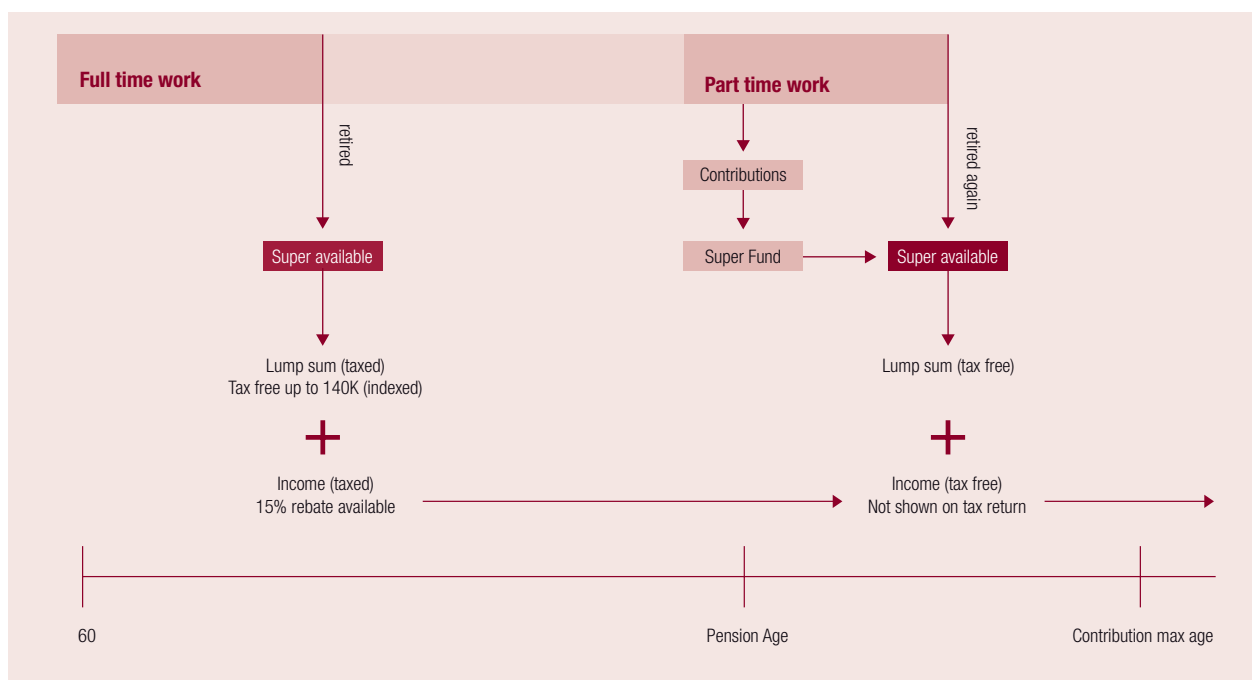 Full time work
Part time work
retired
retired again
Contributions
Super available
Super Fund
Super available
Lump sum (taxed)
Tax free up to 140K (indexed)
Lump sum (tax free)
+
+
Income (taxed)
15% rebate available
Income (tax free)
Not shown on tax return
60
Pension Age
Contribution max age